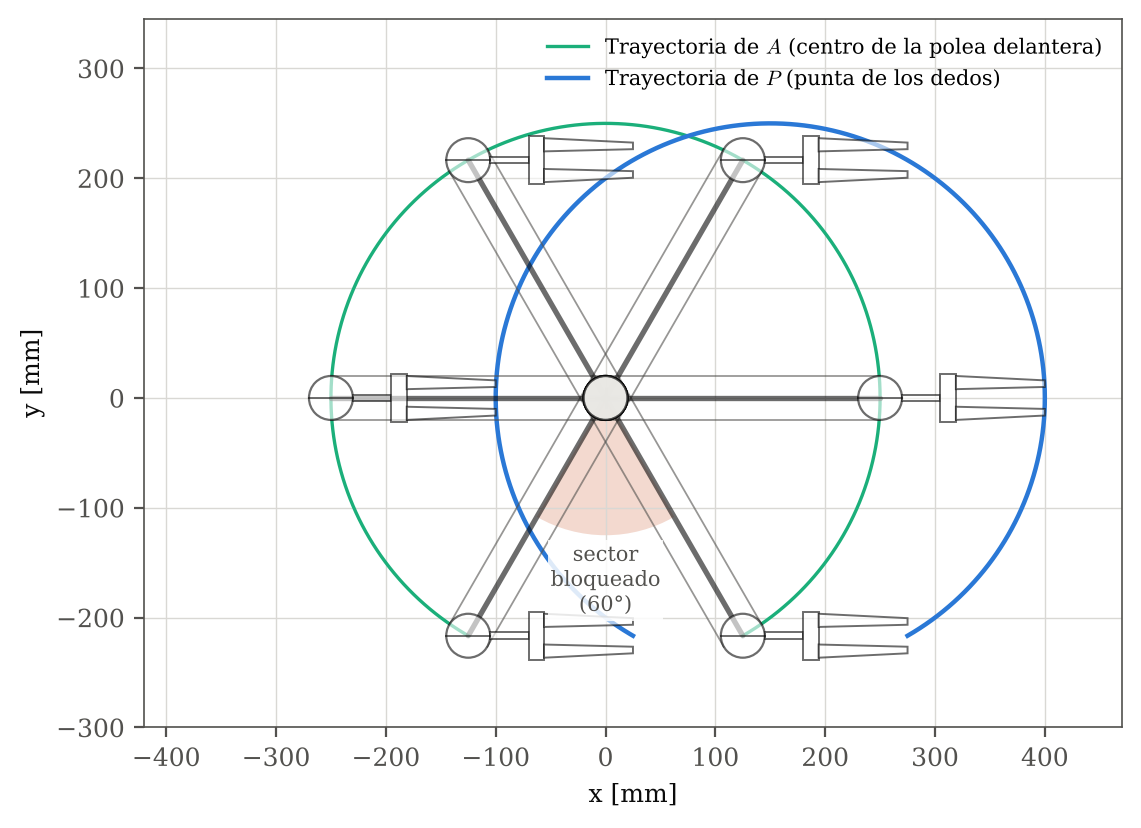 Trayectoria de A (centro de la polea delantera)
Trayectoria de P (punta de los dedos)
300
200
100
0
−100
−200
−300
y [mm]
sector
bloqueado
(60°)
−400
−300
−200
−100
0
100
200
300
400
x [mm]